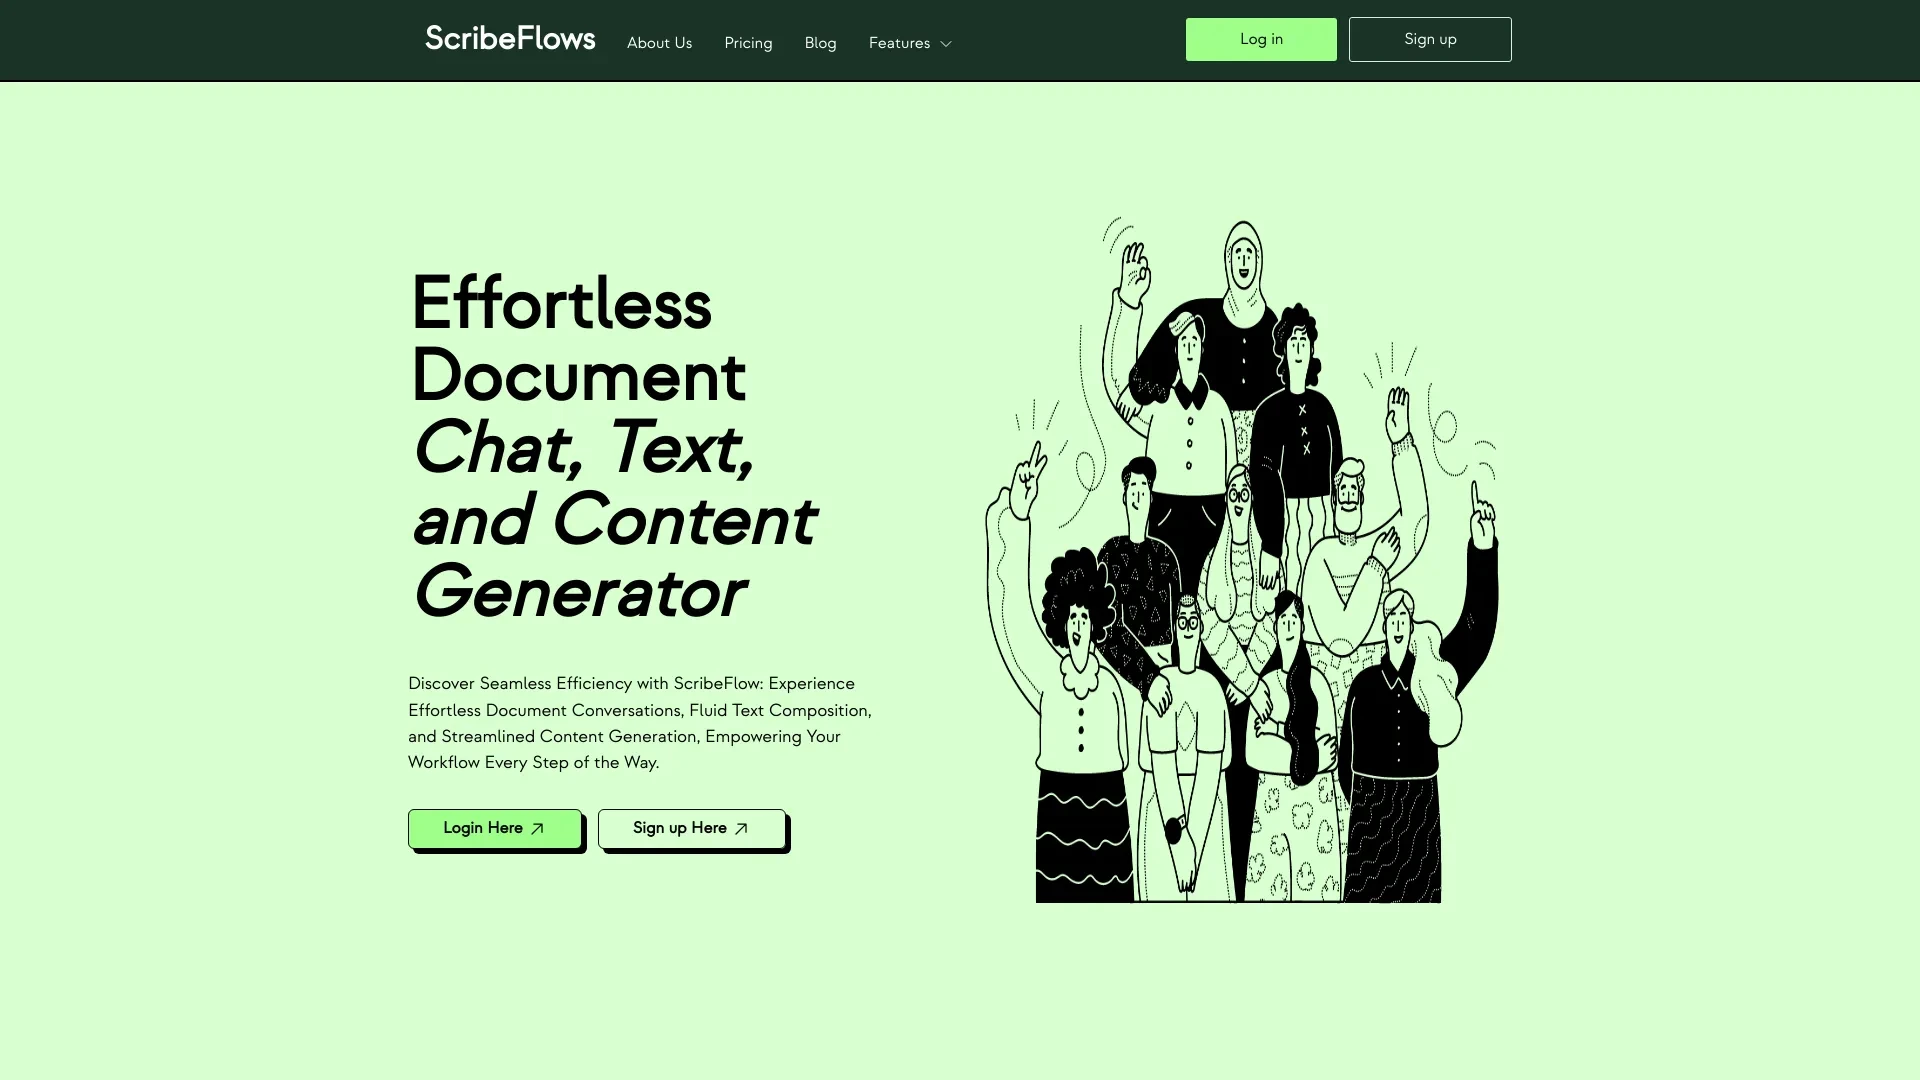 ScribeFlows
About Us
Pricing
Blog
Features
Log in
Sign up
Effortless
Document
Chat, Text,
and Content
Generator
Discover Seamless Efficiency with ScribeFlow: Experience
Effortless Document Conversations, Fluid Text Composition,
and Streamlined Content Generation, Empowering Your
Workflow Every Step of the Way.
Login Here
Sign up Here